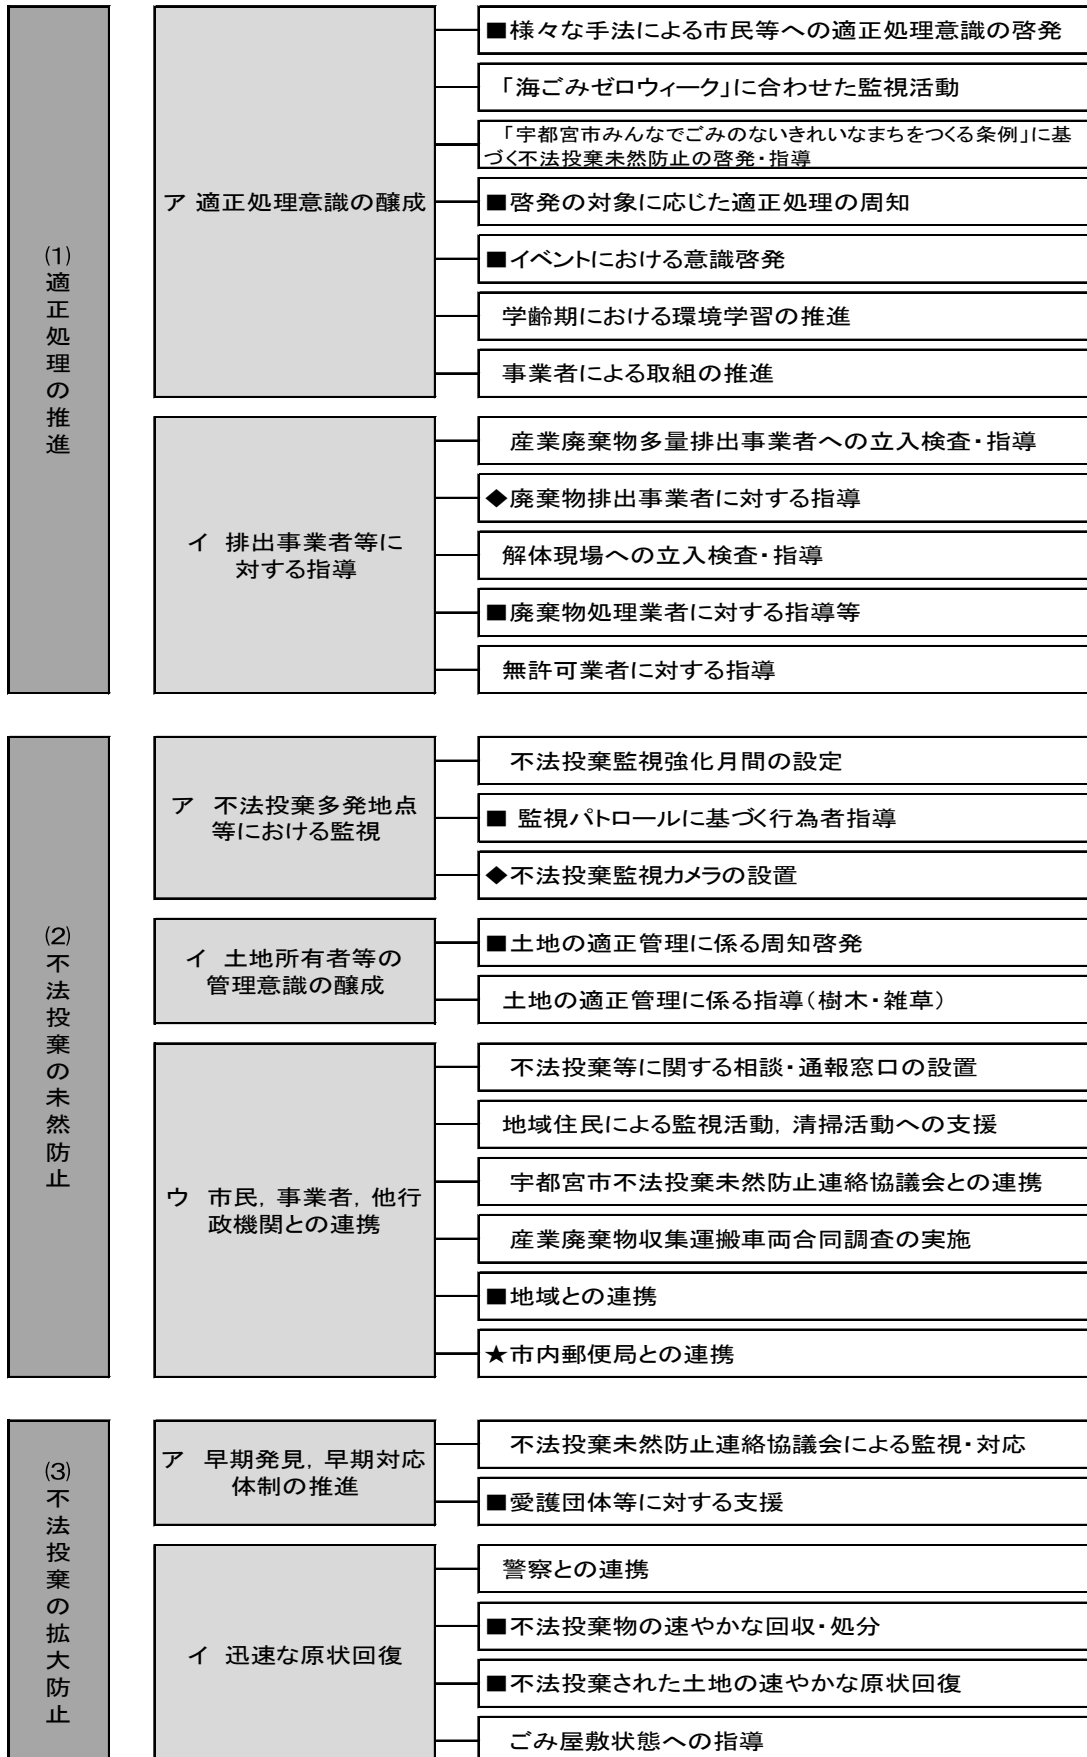 (1)適正処理の推進
ア 適正処理意識の醸成
■様々な手法による市民等への適正処理意識の啓発
「海ごみゼロウィーク」に合わせた監視活動
「宇都宮市みんなでごみのないきれいなまちをつくる条例」に基
づく不法投棄未然防止の啓発・指導
■啓発の対象に応じた適正処理の周知
■イベントにおける意識啓発
学齢期における環境学習の推進
事業者による取組の推進
イ 排出事業者等に
対する指導
産業廃棄物多量排出事業者への立入検査・指導
◆廃棄物排出事業者に対する指導
解体現場への立入検査・指導
■廃棄物処理業者に対する指導等
無許可業者に対する指導
(2)不法投棄の未然防止
ア 不法投棄多発地点
等における監視
不法投棄監視強化月間の設定
■ 監視パトロールに基づく行為者指導
◆不法投棄監視カメラの設置
イ 土地所有者等の
管理意識の醸成
■土地の適正管理に係る周知啓発
土地の適正管理に係る指導（樹木・雑草）
ウ 市民，事業者，他行
政機関との連携
不法投棄等に関する相談・通報窓口の設置
地域住民による監視活動，清掃活動への支援
宇都宮市不法投棄未然防止連絡協議会との連携
産業廃棄物収集運搬車両合同調査の実施
■地域との連携
★市内郵便局との連携
(3)不法投棄の拡大防止
ア 早期発見，早期対応
体制の推進
不法投棄未然防止連絡協議会による監視・対応
■愛護団体等に対する支援
イ 迅速な原状回復
警察との連携
■不法投棄物の速やかな回収・処分
■不法投棄された土地の速やかな原状回復
ごみ屋敷状態への指導